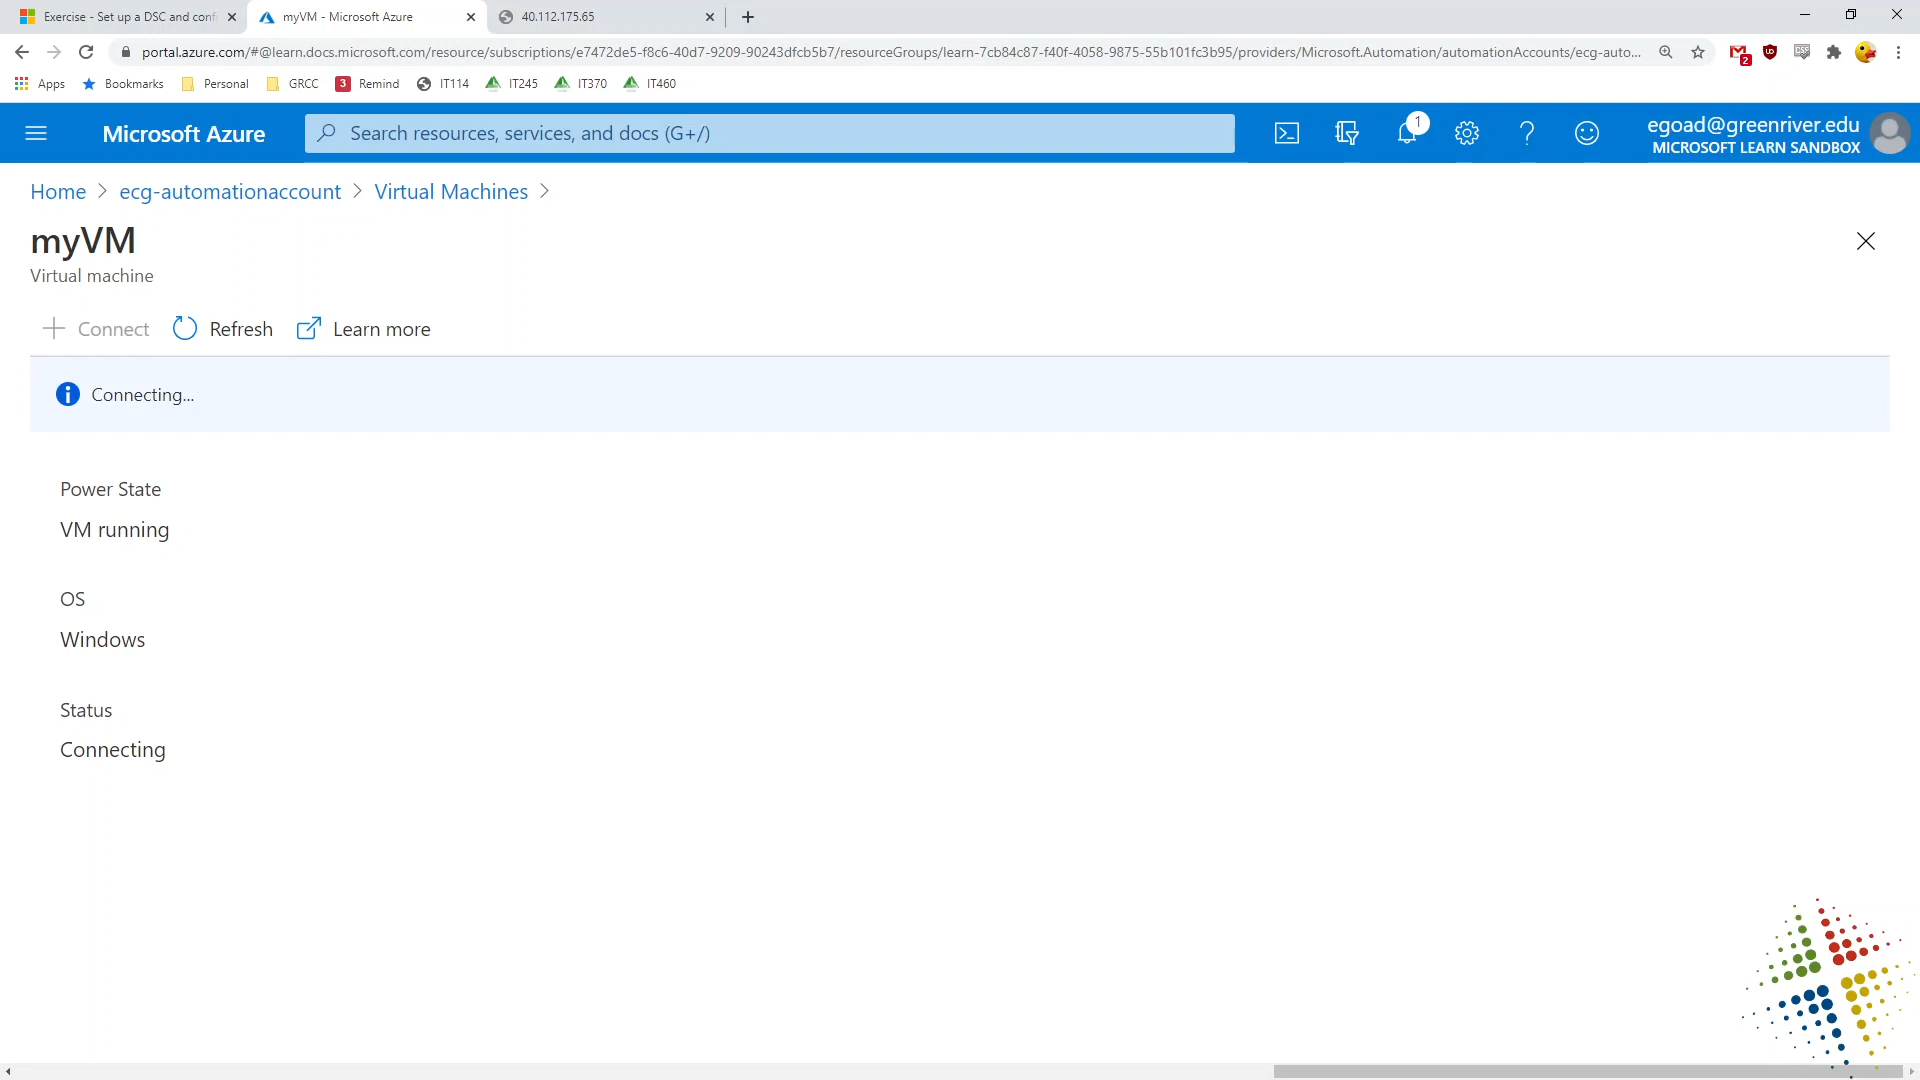 Exercise - Set up a DSC and conf
myVM - Microsoft Azure
40.112.175.65
portal.azure.com/#@learn.docs.microsoft.com/resource/subscriptions/e7472de5-f8c6-40d7-9209-90243dfcb5b7/resourceGroups/learn-7cb84c87-f40f-4058-9875-55b101fc3b95/providers/Microsoft.Automation/automationAccounts/ecg-auto...
2
Apps
Bookmarks
Personal
GRCC
3
Remind
IT114
IT245
IT370
IT460
Microsoft Azure
Search resources, services, and docs (G+/)
1
egoad@greenriver.edu
MICROSOFT LEARN SANDBOX
Home > ecg-automationaccount > Virtual Machines >
myVM
Virtual machine
Connect
Refresh
Learn more
Connecting...
Power State
VM running
OS
Windows
Status
Connecting